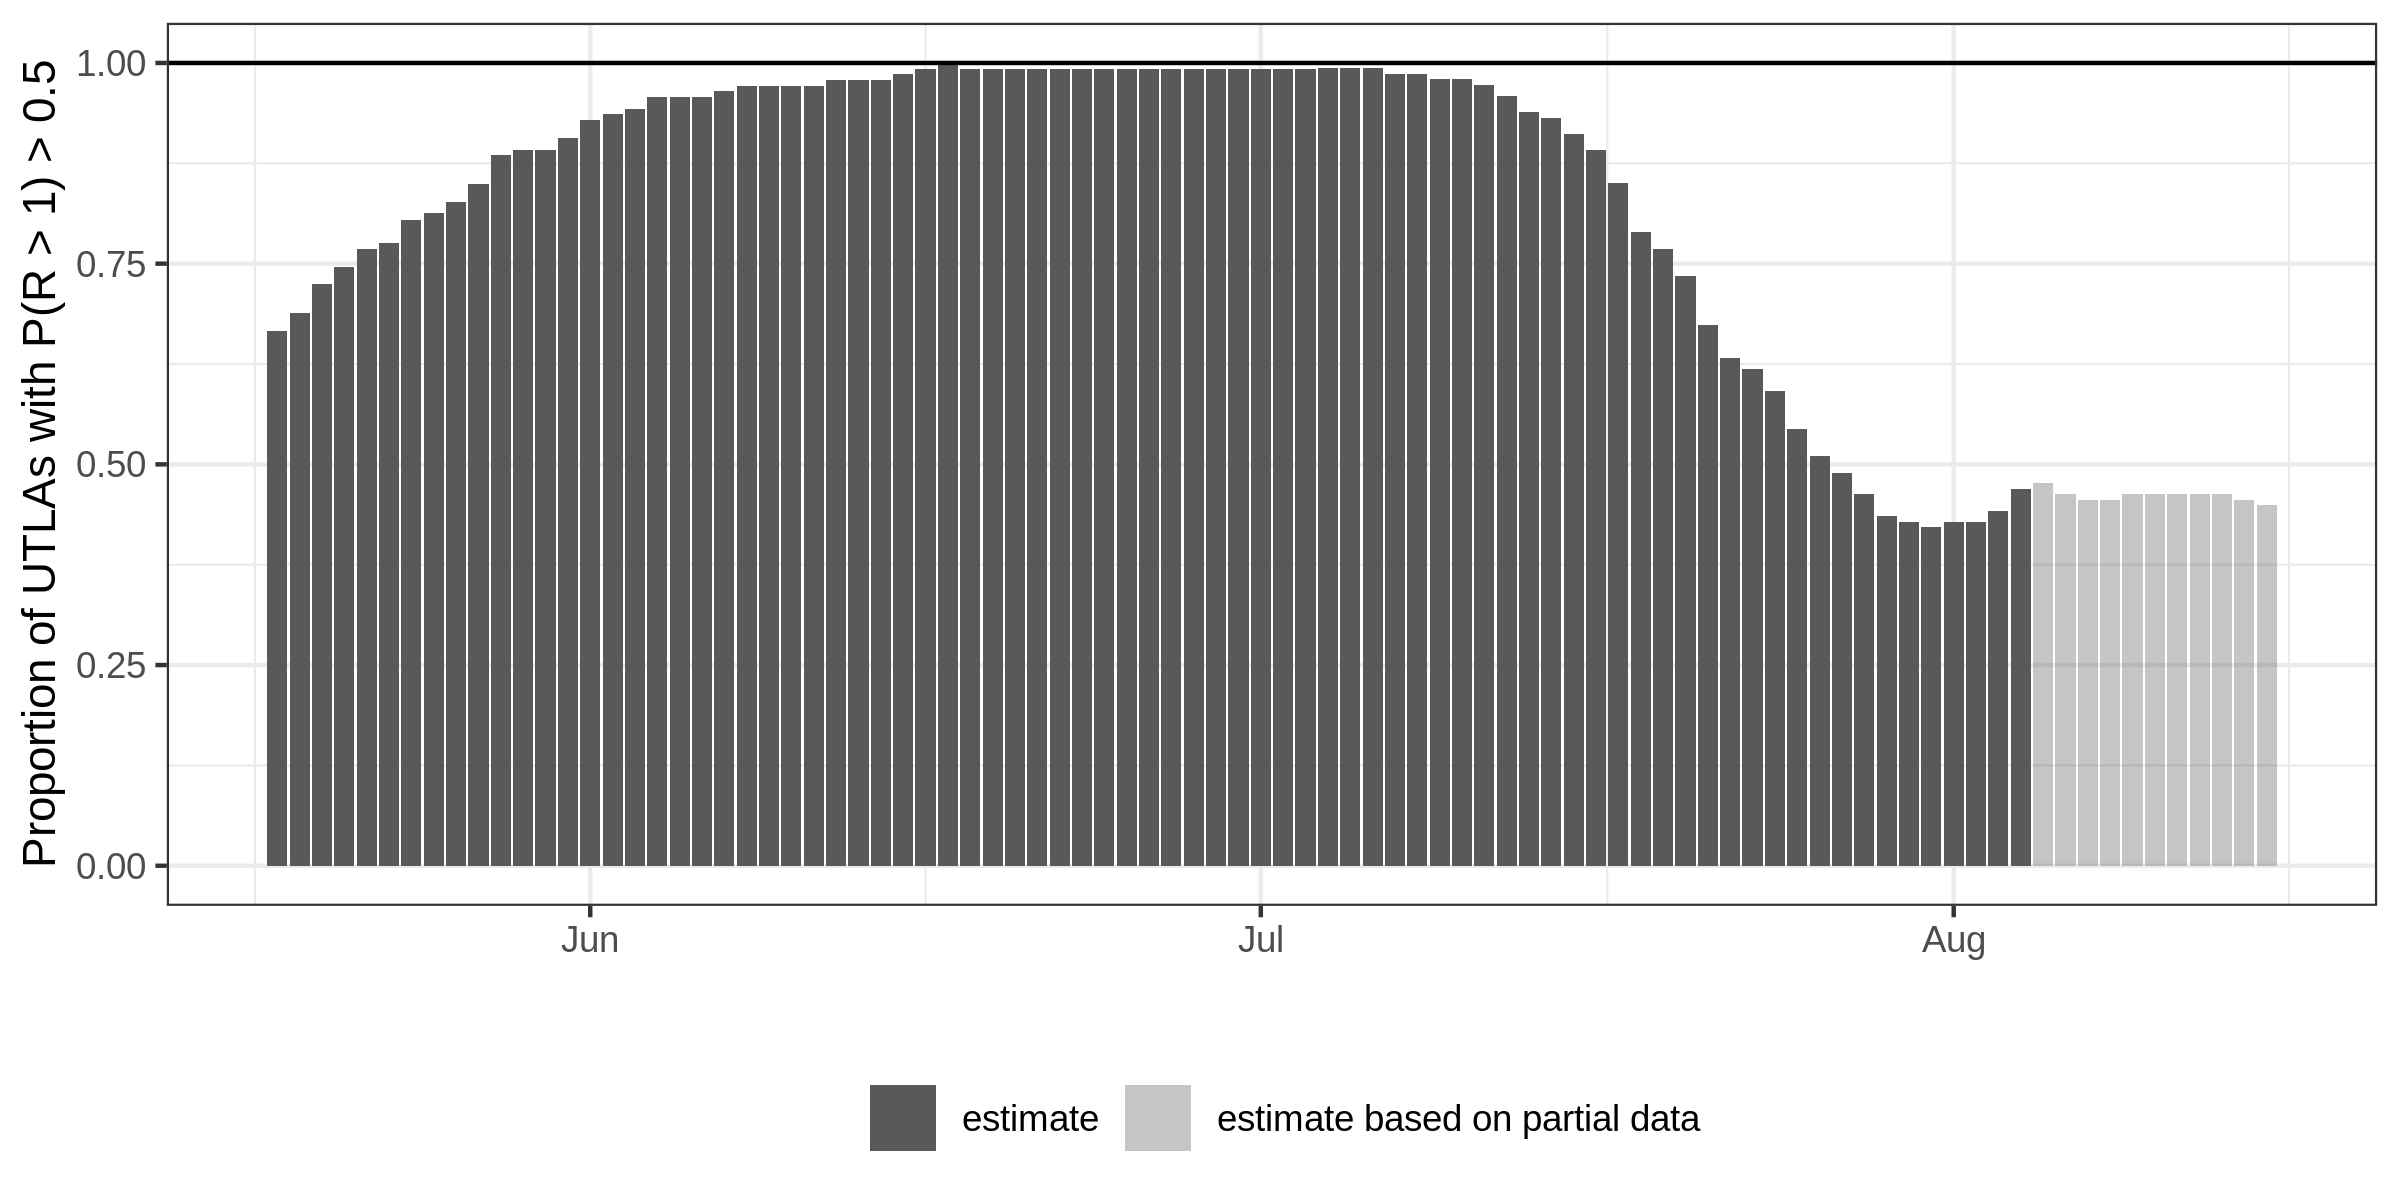 Proportion of UTLAs with P(R > 1) > 0.5
1.00
0.75
0.50
0.25
0.00
Jun Jul Aug
estimate estimate based on partial data